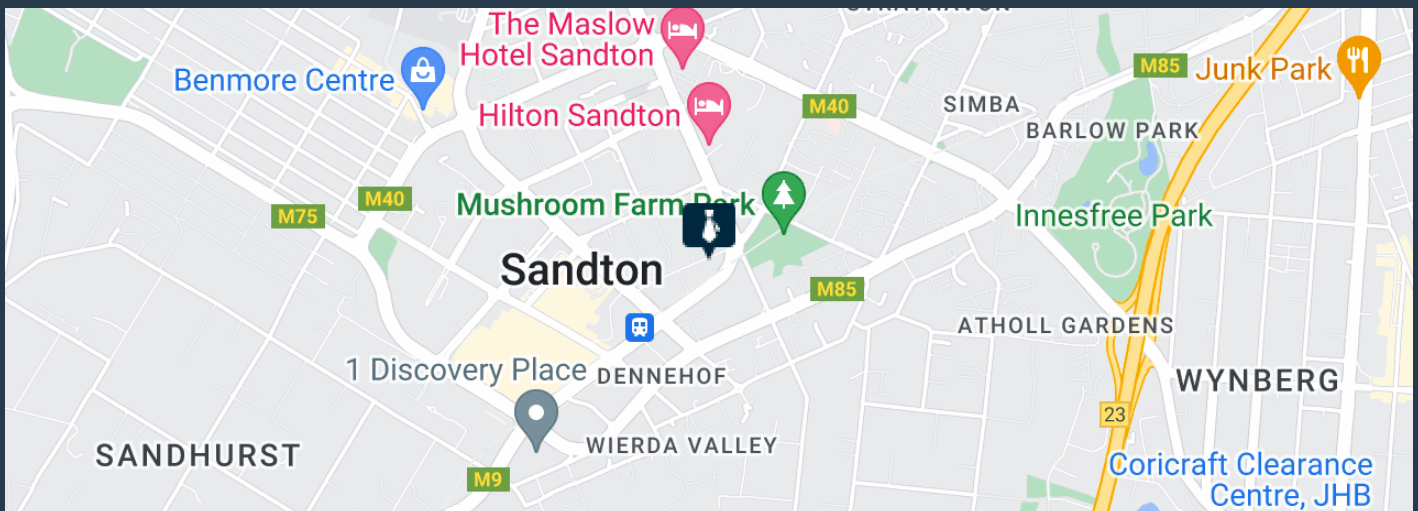 The Maslow
Hotel Sandton
Benmore Centre
Hilton Sandton
M85
Junk Park
M40
SIMBA
BARLOW PARK
M40
M75
Mushroom Farm Park
Innesfree Park
Sandton
M85
ATHOLL GARDENS
1 Discovery Place
DENNEHOF
WYNBERG
23
SANDHURST
WIERDA VALLEY
M9
Coricraft Clearance
Centre, JHB